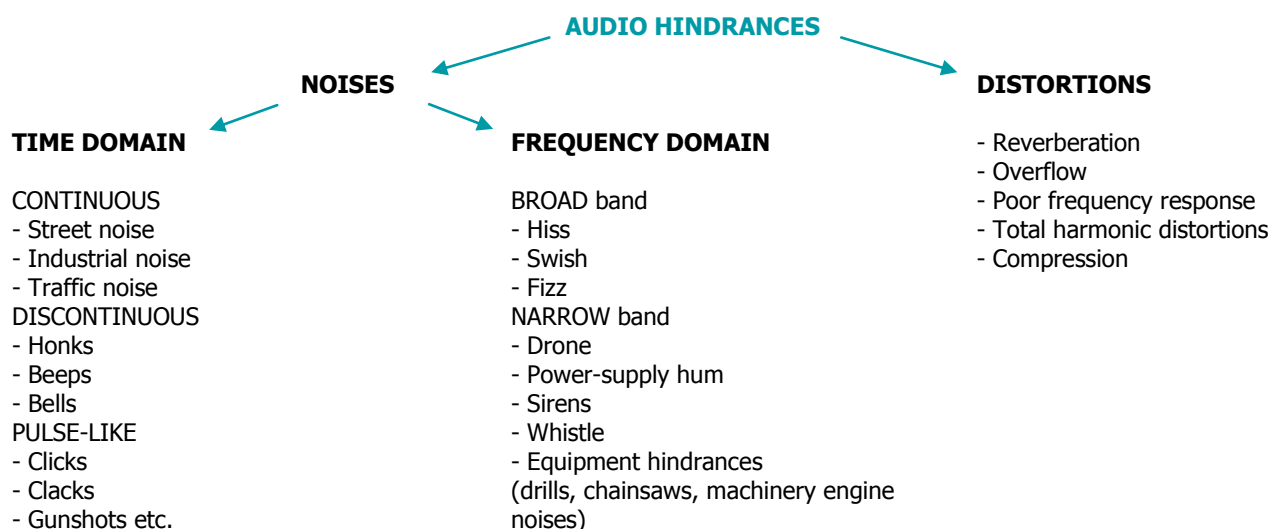 AUDIO HINDRANCES
NOISES
TIME DOMAIN
CONTINUOUS
- Street noise
- Industrial noise
- Traffic noise
DISCONTINUOUS
- Honks
- Beeps
- Bells
PULSE-LIKE
- Clicks
- Clacks
- Gunshots etc.
FREQUENCY DOMAIN
BROAD band
- Hiss
- Swish
- Fizz
NARROW band
- Drone
- Power-supply hum
- Sirens
- Whistle
- Equipment hindrances
(drills, chainsaws, machinery engine
noises)
DISTORTIONS
- Reverberation
- Overflow
- Poor frequency response
- Total harmonic distortions
- Compression